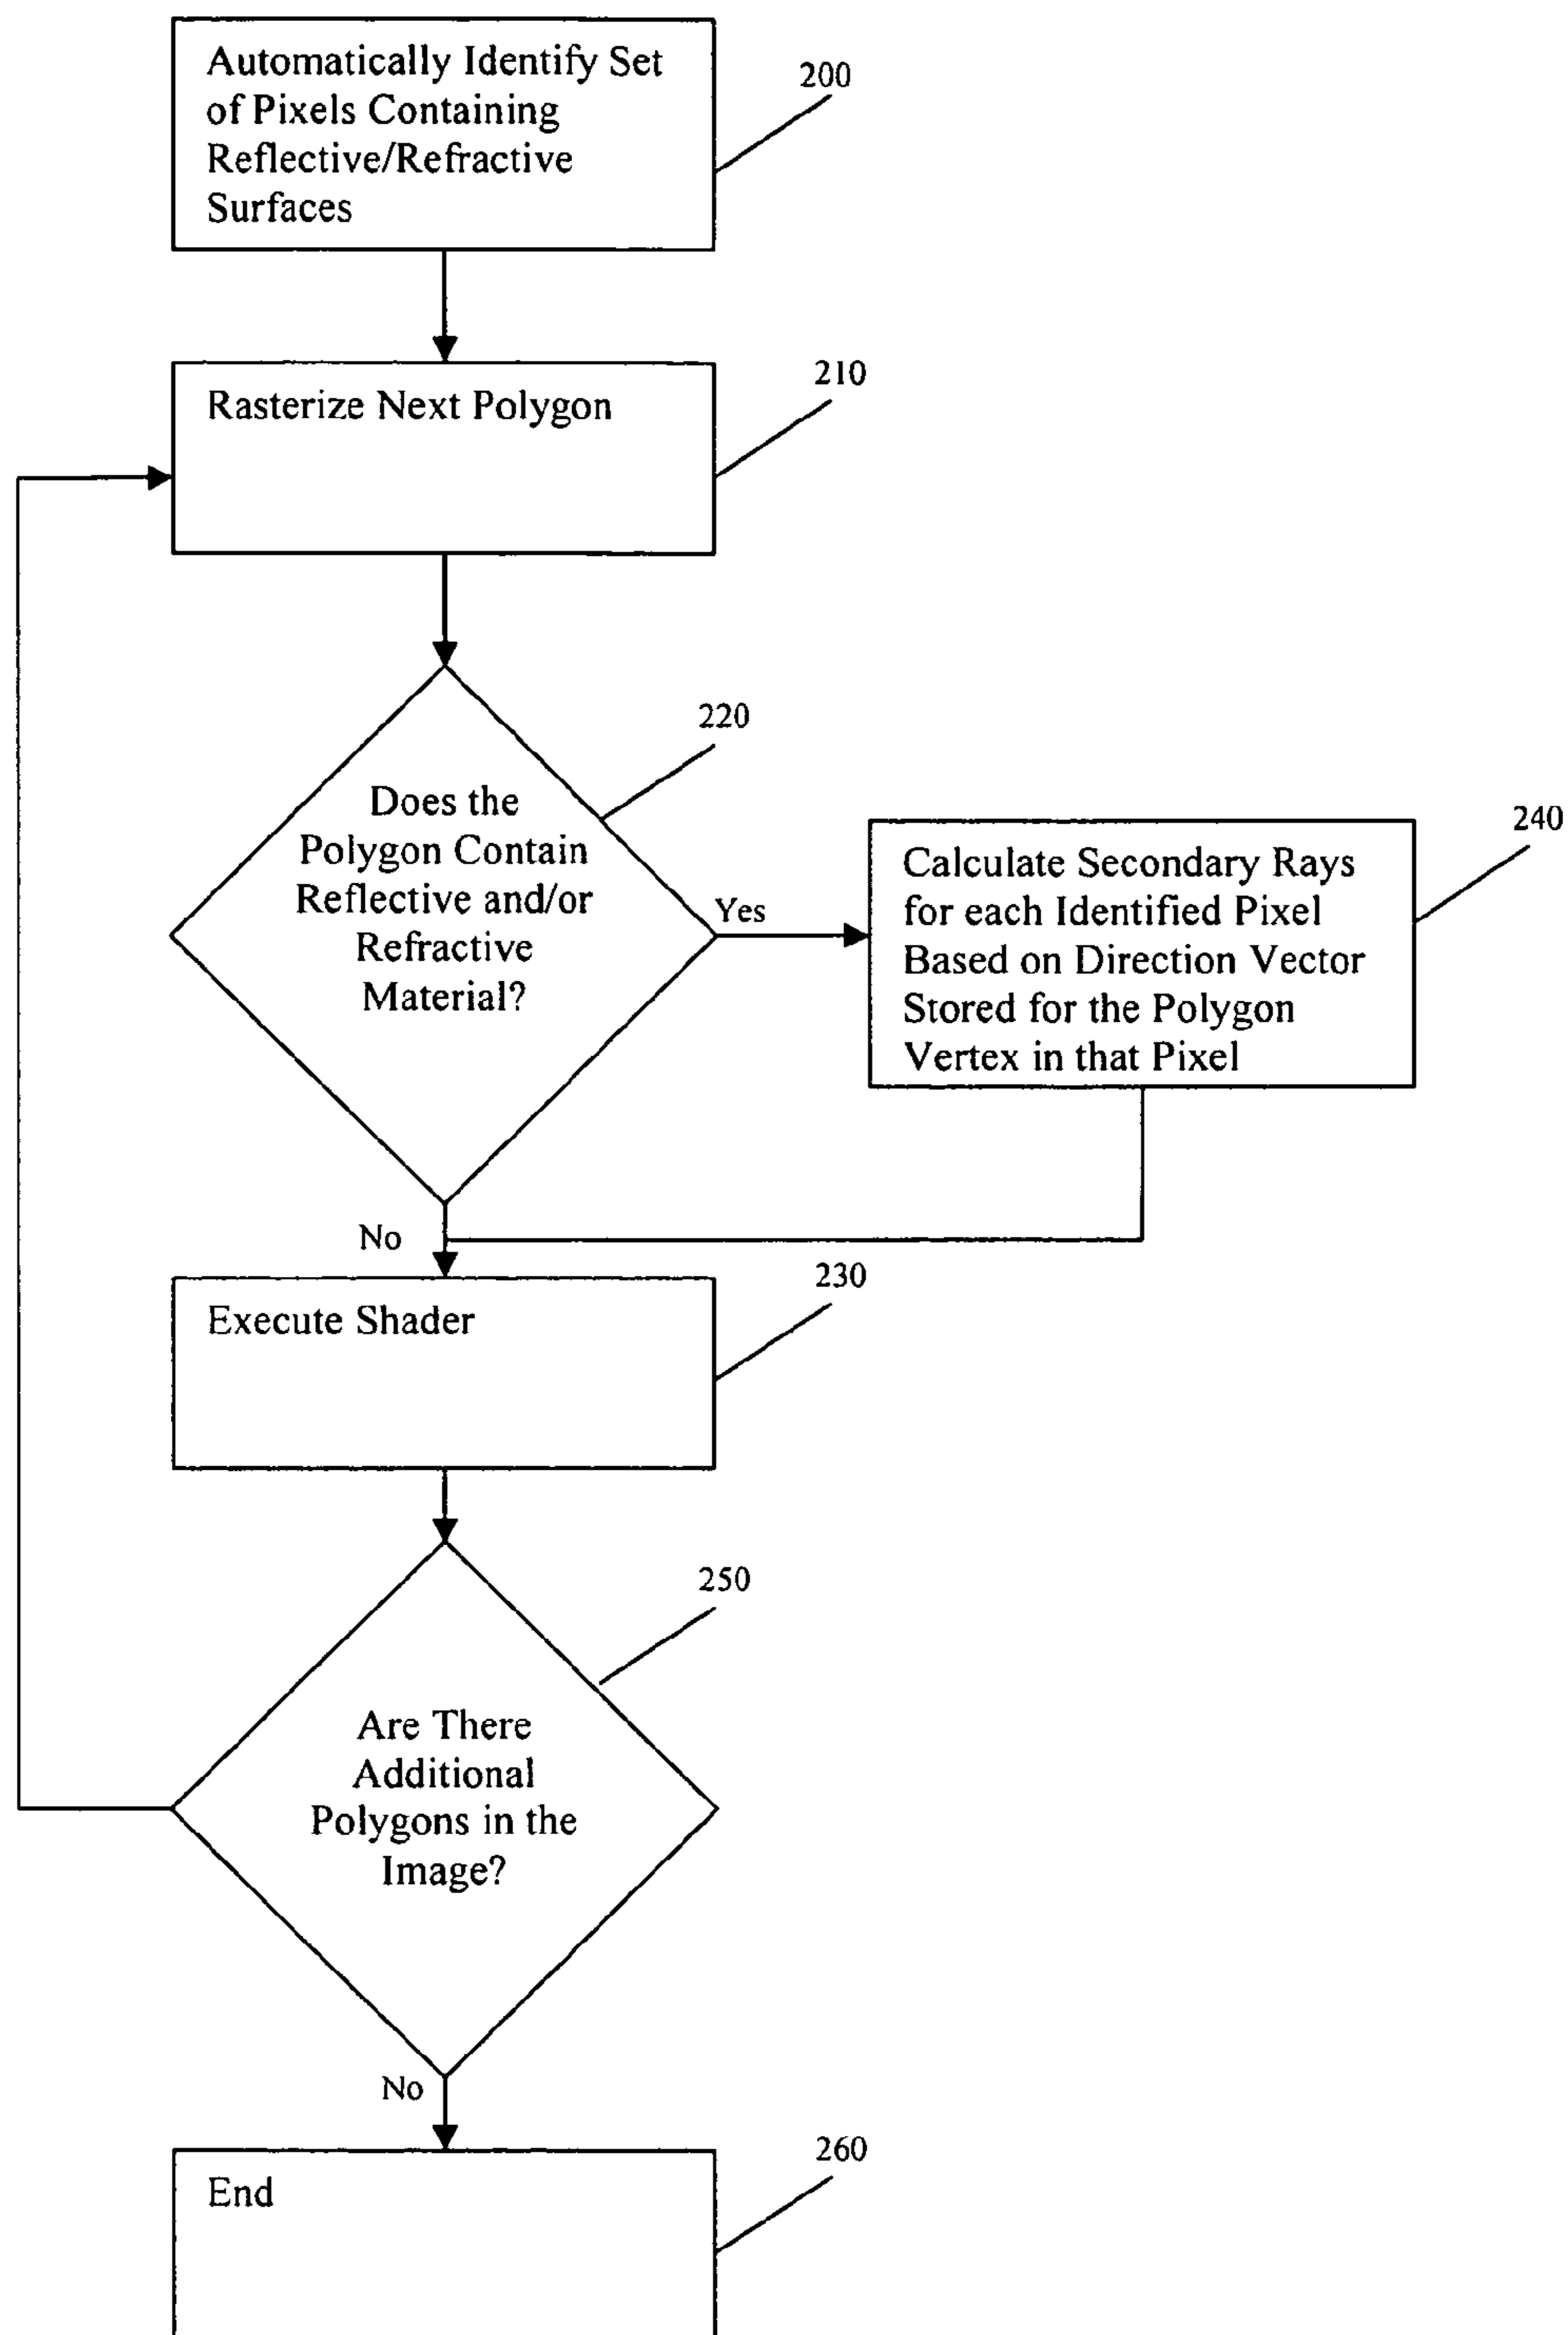 Automatically Identify Set
of Pixels Containing
Reflective/Refractive
Surfaces
200
Rasterize Next Polygon
210
220
Does the
Polygon Contain
Reflective and/or
Refractive
Material?
Yes
240
Calculate Secondary Rays
for each Identified Pixel
Based on Direction Vector
Stored for the Polygon
Vertex in that Pixel
No
230
Execute Shader
250
Are There
Additional
Polygons in the
Image?
No
260
End